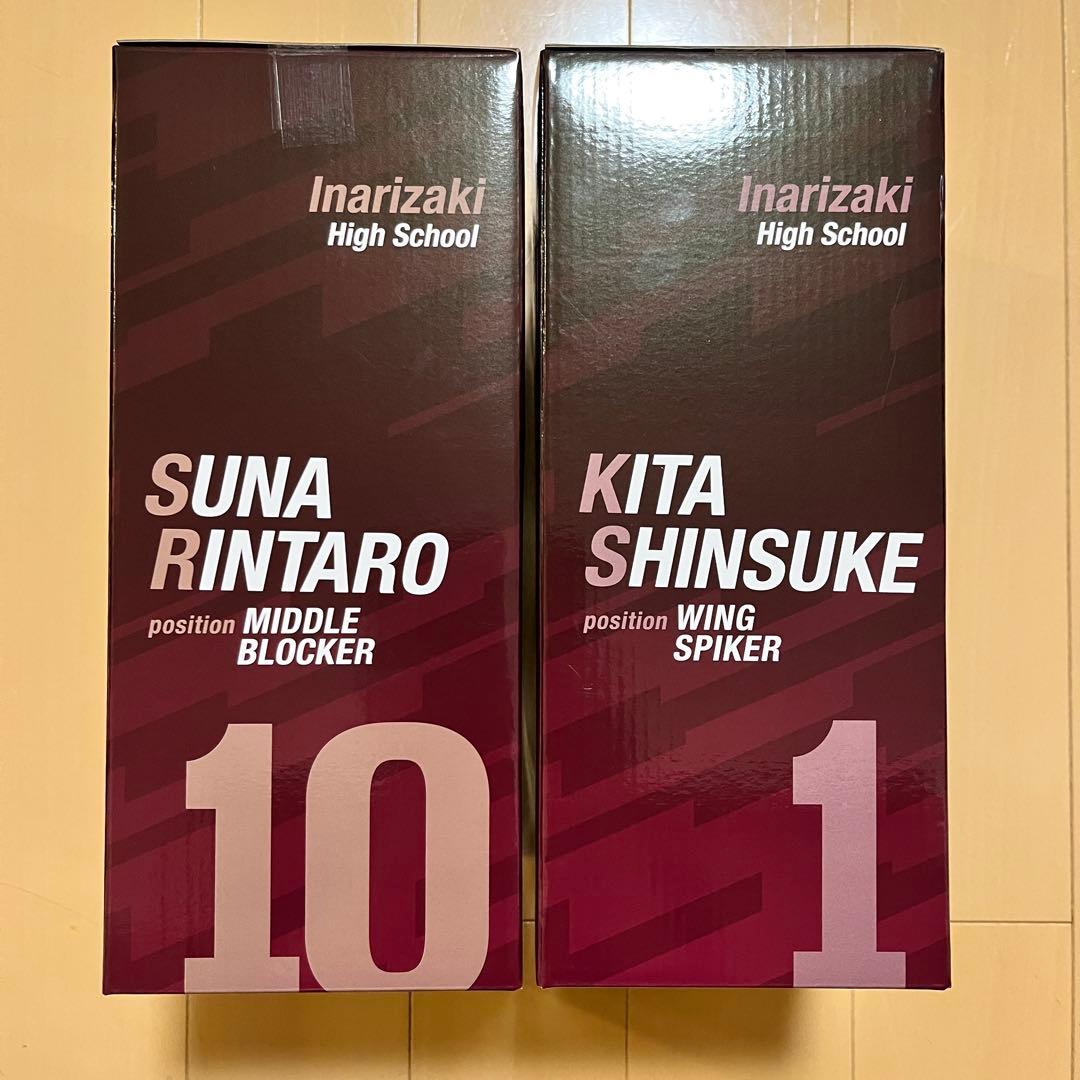 Inarizaki
High School
SUNA
RINTARO
position MIDDLE
BLOCKER
10
Inarizaki
High School
KITA
SHINSUKE
position WING
SPIKER
1